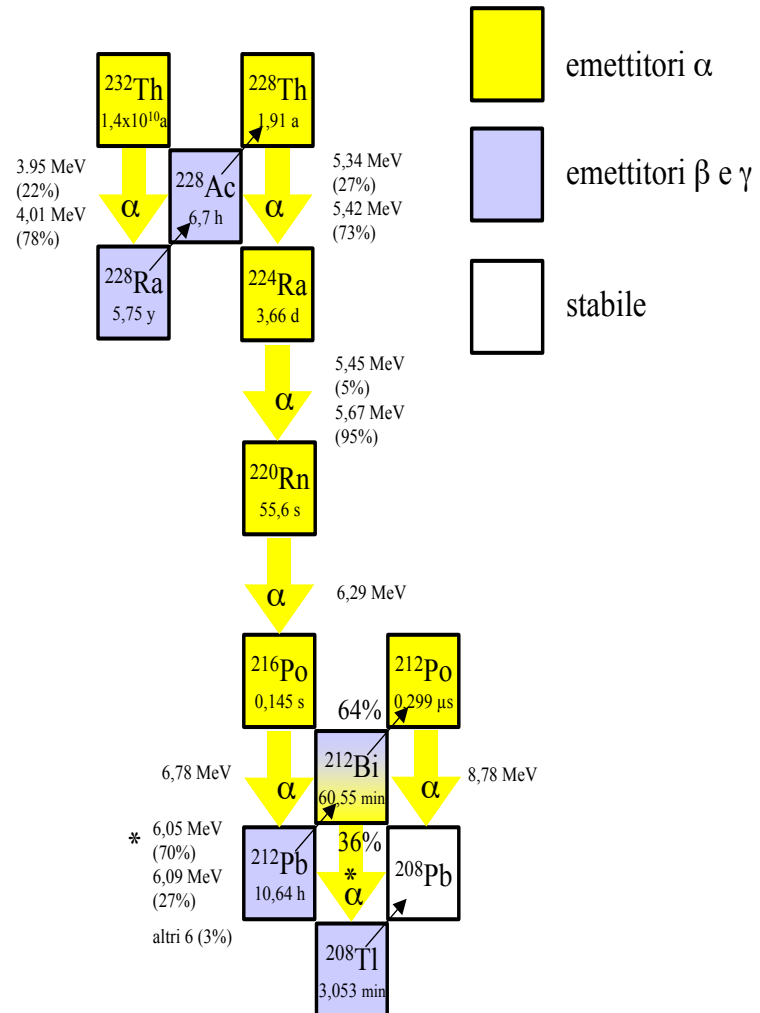 emettitori α
emettitori β e γ
stabile
²³²Th
1,4x10¹⁰a
²²⁸Th
1,91 a
3.95 MeV
(22%)
4,01 MeV
(78%)
α
²²⁸Ac
6,7 h
α
5,34 MeV
(27%)
5,42 MeV
(73%)
²²⁸Ra
5,75 y
²²⁴Ra
3,66 d
α
5,45 MeV
(5%)
5,67 MeV
(95%)
²²⁰Rn
55,6 s
α
6,29 MeV
²¹⁶Po
0,145 s
²¹²Po
0,299 µs
64%
6,78 MeV
α
²¹²Bi
60,55 min
α
8,78 MeV
* 6,05 MeV
(70%)
6,09 MeV
(27%)
altri 6 (3%)
²¹²Pb
10,64 h
36%
*
α
²⁰⁸Pb
²⁰⁸Tl
3,053 min